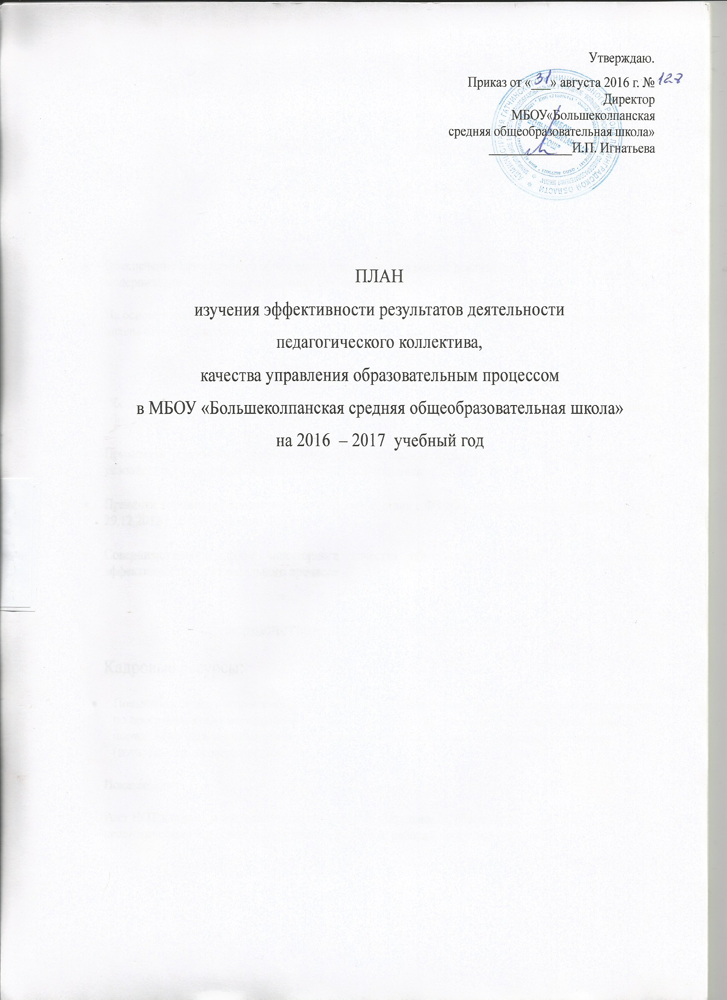 Утверждаю.
Приказ от «31» августа 2016 г. № 127
Директор
МБОУ«Большеколпанская
средняя общеобразовательная школа»
И.П. Игнатьева
ПЛАН
изучения эффективности результатов деятельности
педагогического коллектива,
качества управления образовательным процессом
в МБОУ «Большеколпанская средняя общеобразовательная школа»
на 2016 – 2017 учебный год